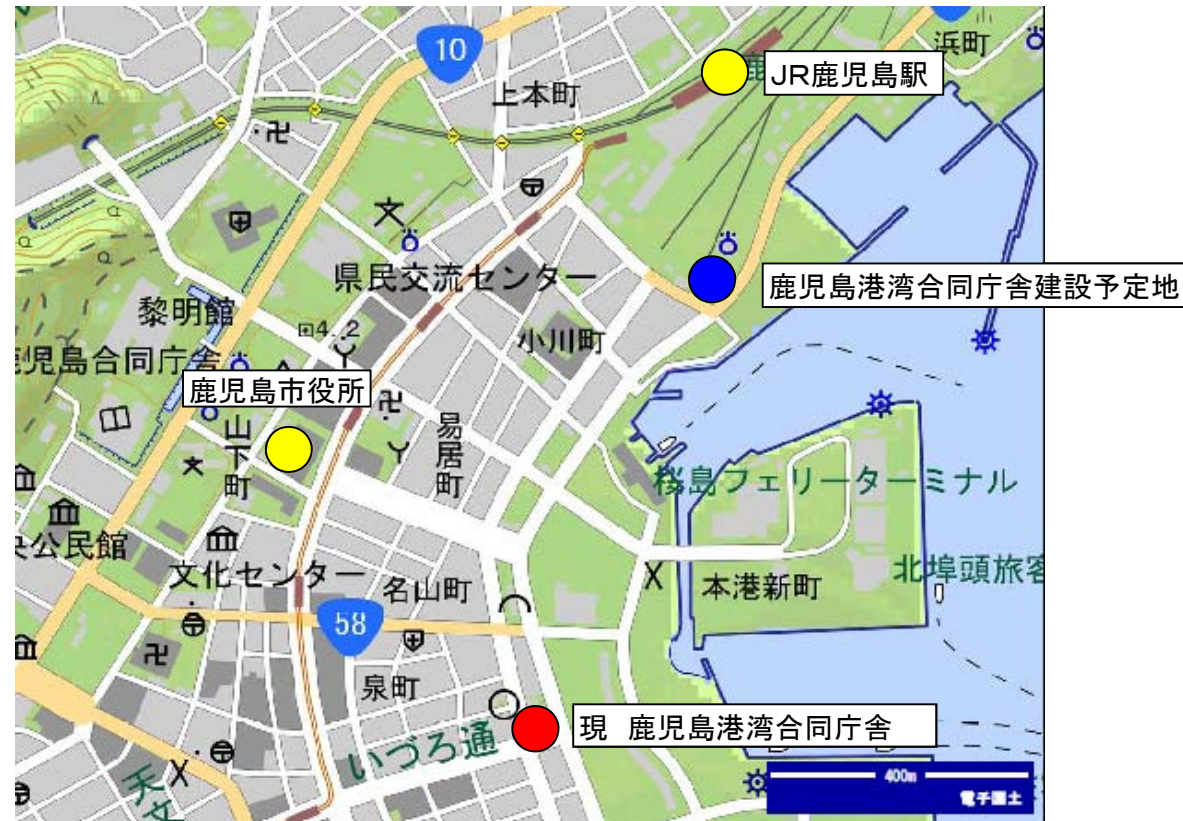 10
浜町
JR鹿児島駅
上本町
県民交流センター
鹿児島港湾合同庁舎建設予定地
黎明館
4.2
小川町
児島合同庁舎
鹿児島市役所
山下町
易居町
桜島フェリーターミナル
央公民館
文化センター
名山町
本港新町
北埠頭旅客
58
泉町
いづろ通
現 鹿児島港湾合同庁舎
天文
400m
電子国土